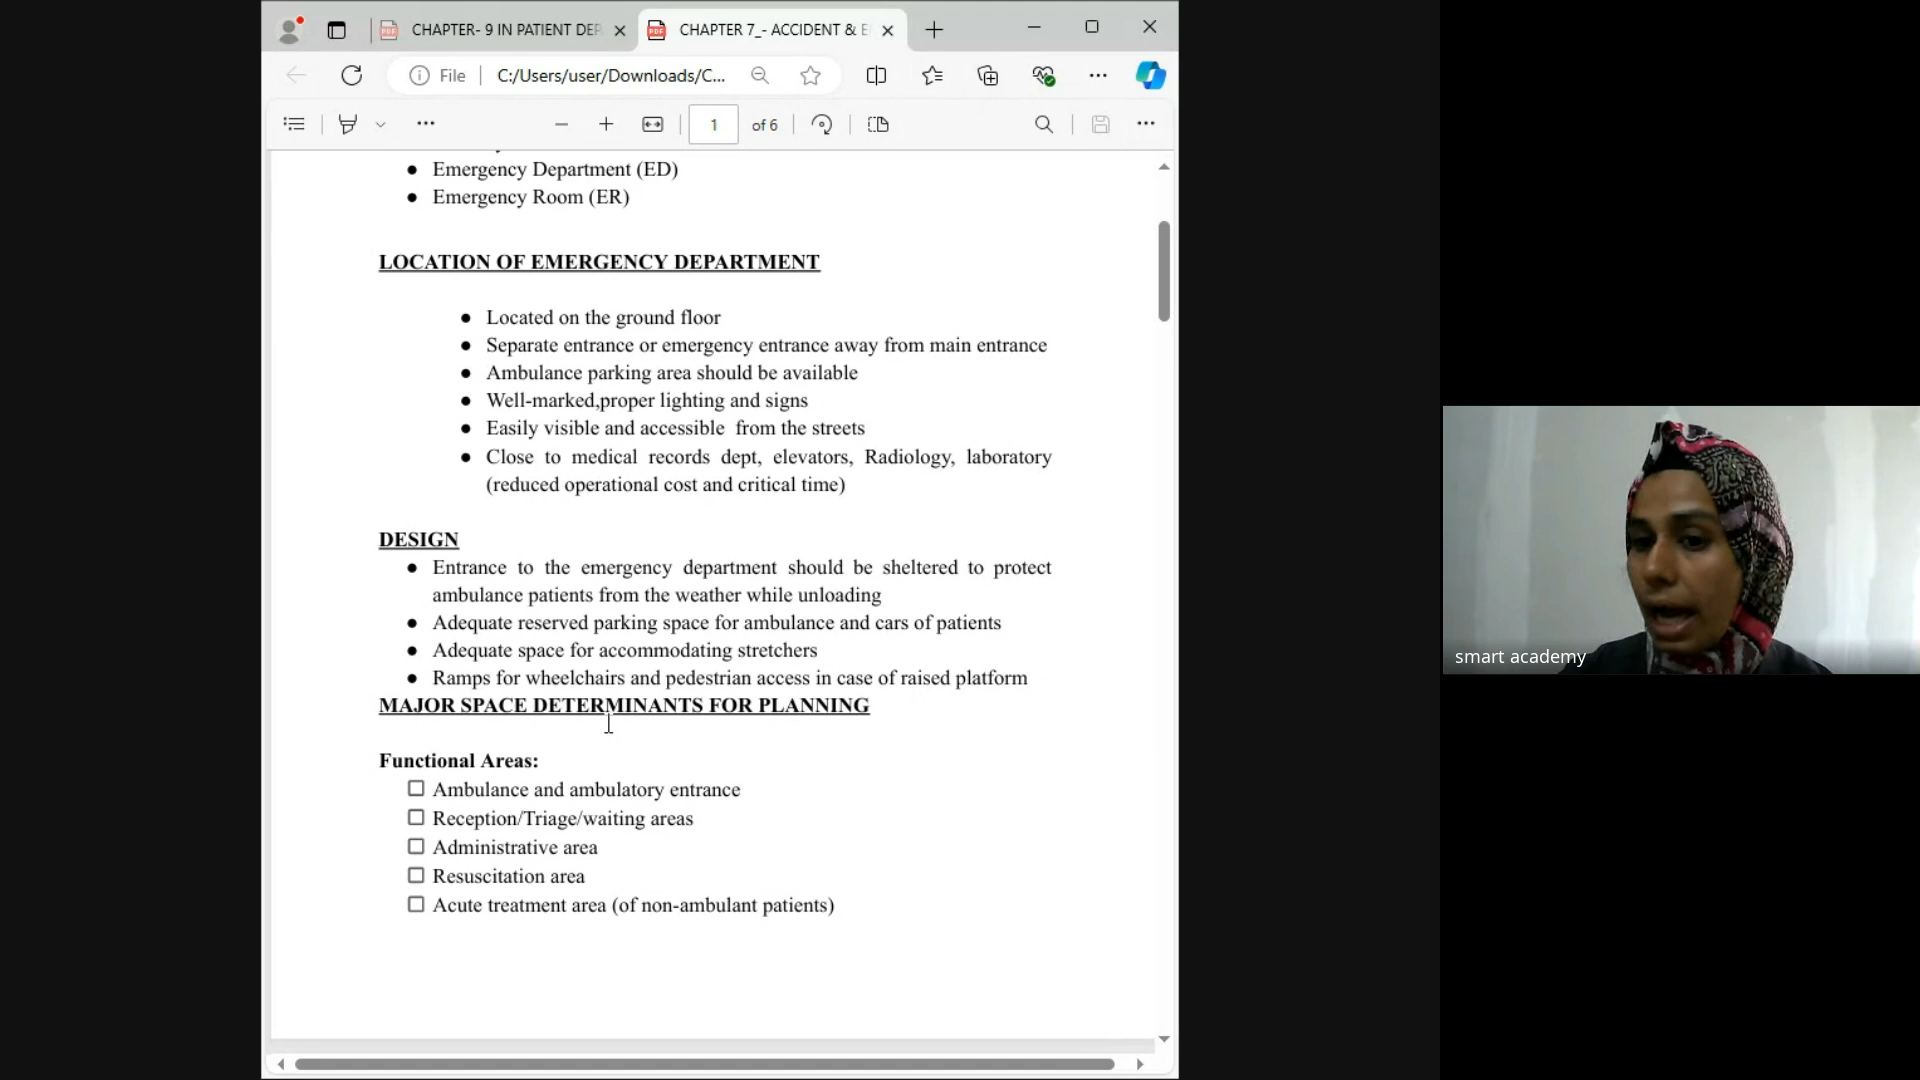 CHAPTER- 9 IN PATIENT DEP
CHAPTER 7_- ACCIDENT & E
File
C:/Users/user/Downloads/C...
1
of 6
● Emergency Department (ED)
● Emergency Room (ER)
LOCATION OF EMERGENCY DEPARTMENT
● Located on the ground floor
● Separate entrance or emergency entrance away from main entrance
● Ambulance parking area should be available
● Well-marked,proper lighting and signs
● Easily visible and accessible from the streets
● Close to medical records dept, elevators, Radiology, laboratory
(reduced operational cost and critical time)
DESIGN
● Entrance to the emergency department should be sheltered to protect
ambulance patients from the weather while unloading
● Adequate reserved parking space for ambulance and cars of patients
● Adequate space for accommodating stretchers
● Ramps for wheelchairs and pedestrian access in case of raised platform
MAJOR SPACE DETERMINANTS FOR PLANNING
Functional Areas:
☐ Ambulance and ambulatory entrance
☐ Reception/Triage/waiting areas
☐ Administrative area
☐ Resuscitation area
☐ Acute treatment area (of non-ambulant patients)
smart academy